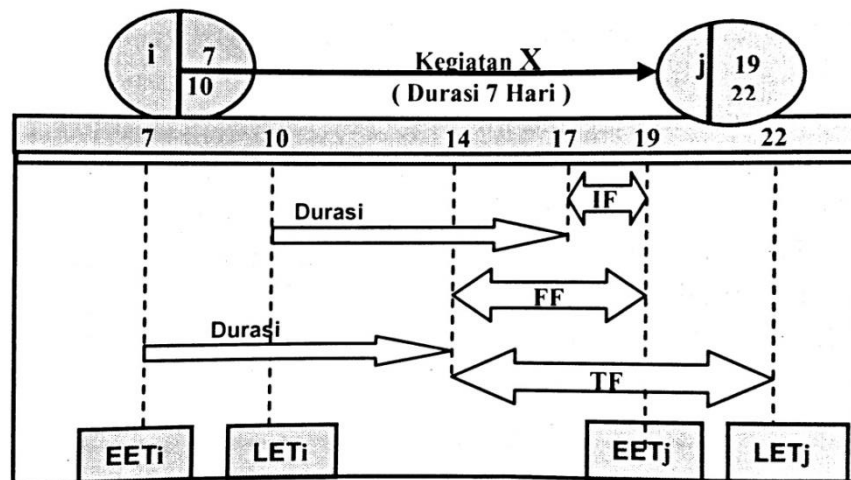 i 7 Kegiatan X j 19
10 ( Durasi 7 Hari ) 22
7 10 14 17 19 22
IF
Durasi
FF
Durasi
TF
EETi LETi EETj LETj